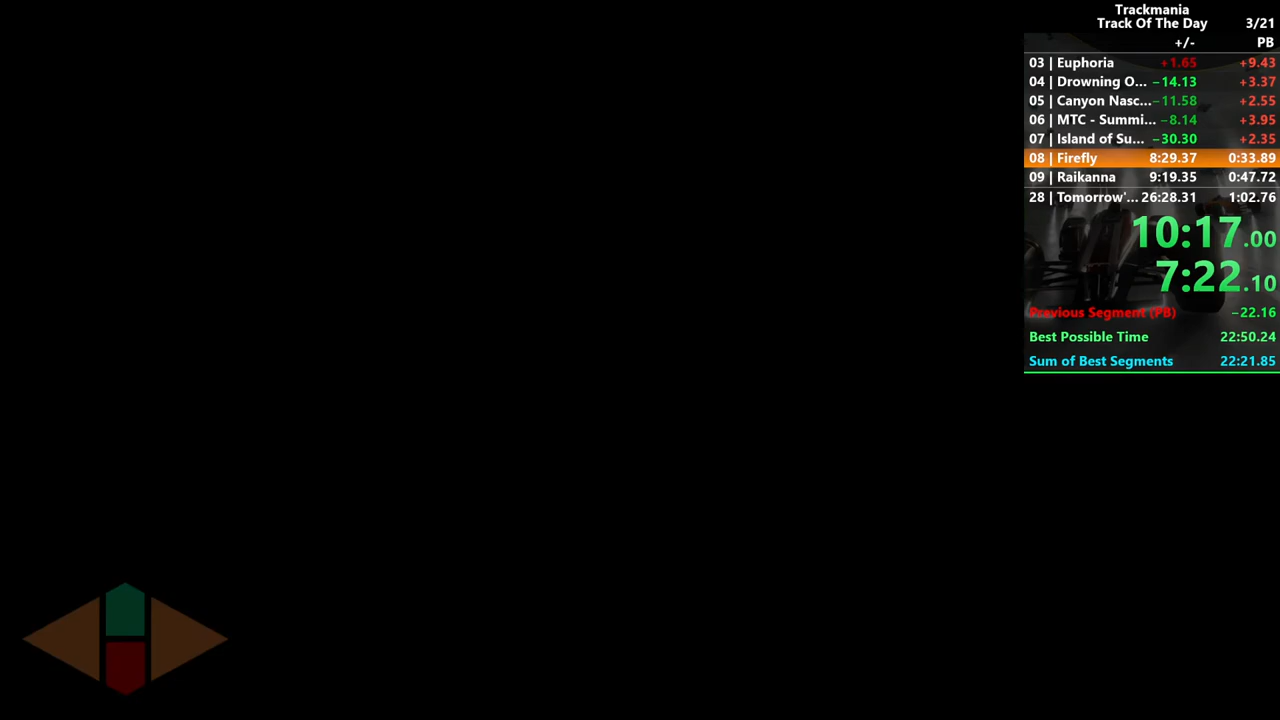 Trackmania
Track Of The Day 3/21
+/- PB
03 | Euphoria +1.65 +9.43
04 | Drowning O... −14.13 +3.37
05 | Canyon Nasc... −11.58 +2.55
06 | MTC - Summi... −8.14 +3.95
07 | Island of Su... −30.30 +2.35
08 | Firefly 8:29.37 0:33.89
09 | Raikanna 9:19.35 0:47.72
28 | Tomorrow'... 26:28.31 1:02.76
10:17.00
7:22.10
Previous Segment (PB) −22.16
Best Possible Time 22:50.24
Sum of Best Segments 22:21.85